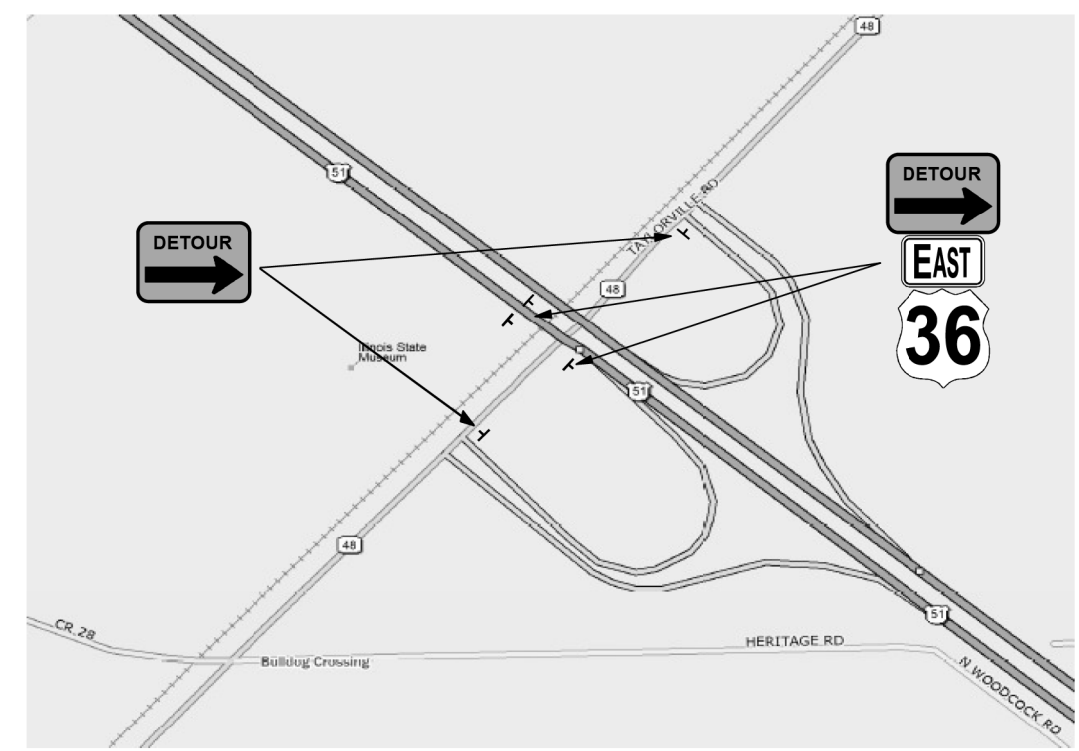 48
51
DETOUR
TAYLORVILLE RD
DETOUR
EAST
36
48
Illinois State
Museum
51
48
CR 28
Bulldog Crossing
HERITAGE RD
51
N WOODCOCK RD